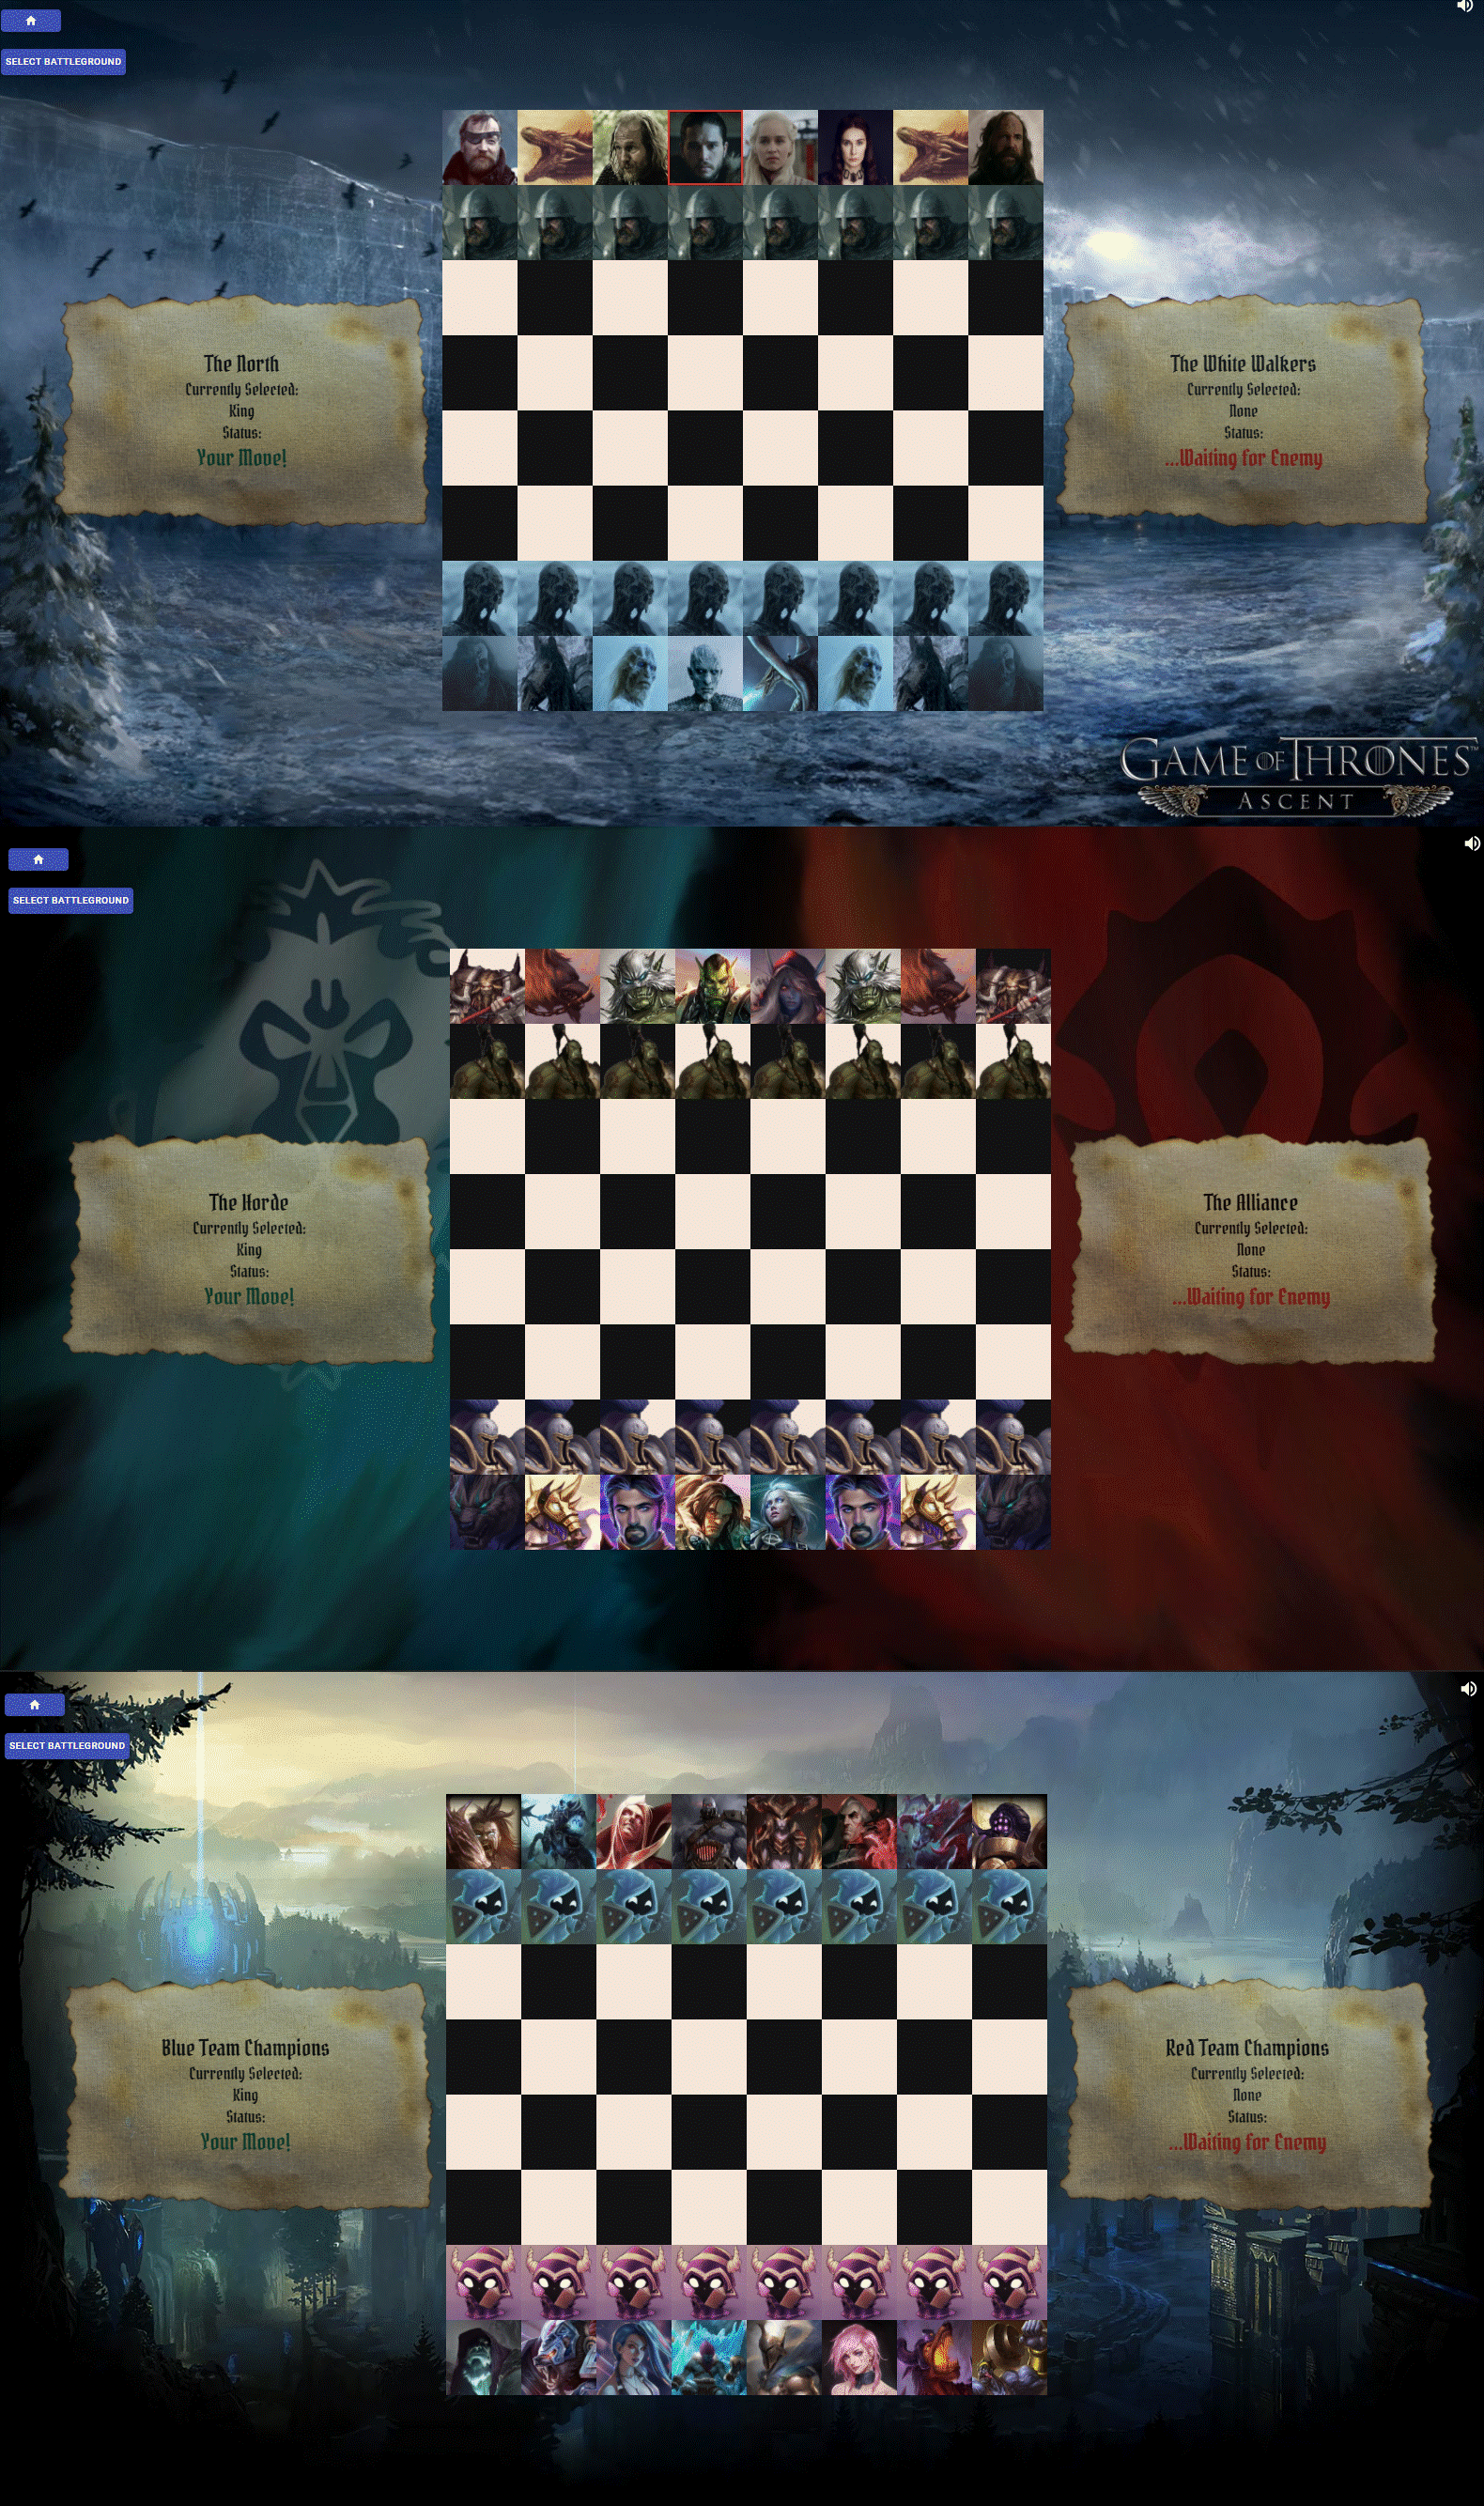 SELECT BATTLEGROUND
The North
Currently Selected:
King
Status:
Your Move!
The White Walkers
Currently Selected:
None
Status:
...Waiting for Enemy
GAME OF THRONES™
ASCENT
SELECT BATTLEGROUND
The Horde
Currently Selected:
King
Status:
Your Move!
The Alliance
Currently Selected:
None
Status:
...Waiting for Enemy
SELECT BATTLEGROUND
Blue Team Champions
Currently Selected:
King
Status:
Your Move!
Red Team Champions
Currently Selected:
None
Status:
...Waiting for Enemy